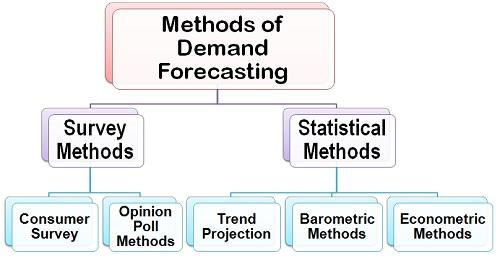 Methods of
Demand
Forecasting
Survey
Methods
Statistical
Methods
Consumer
Survey
Opinion
Poll
Methods
Trend
Projection
Barometric
Methods
Econometric
Methods